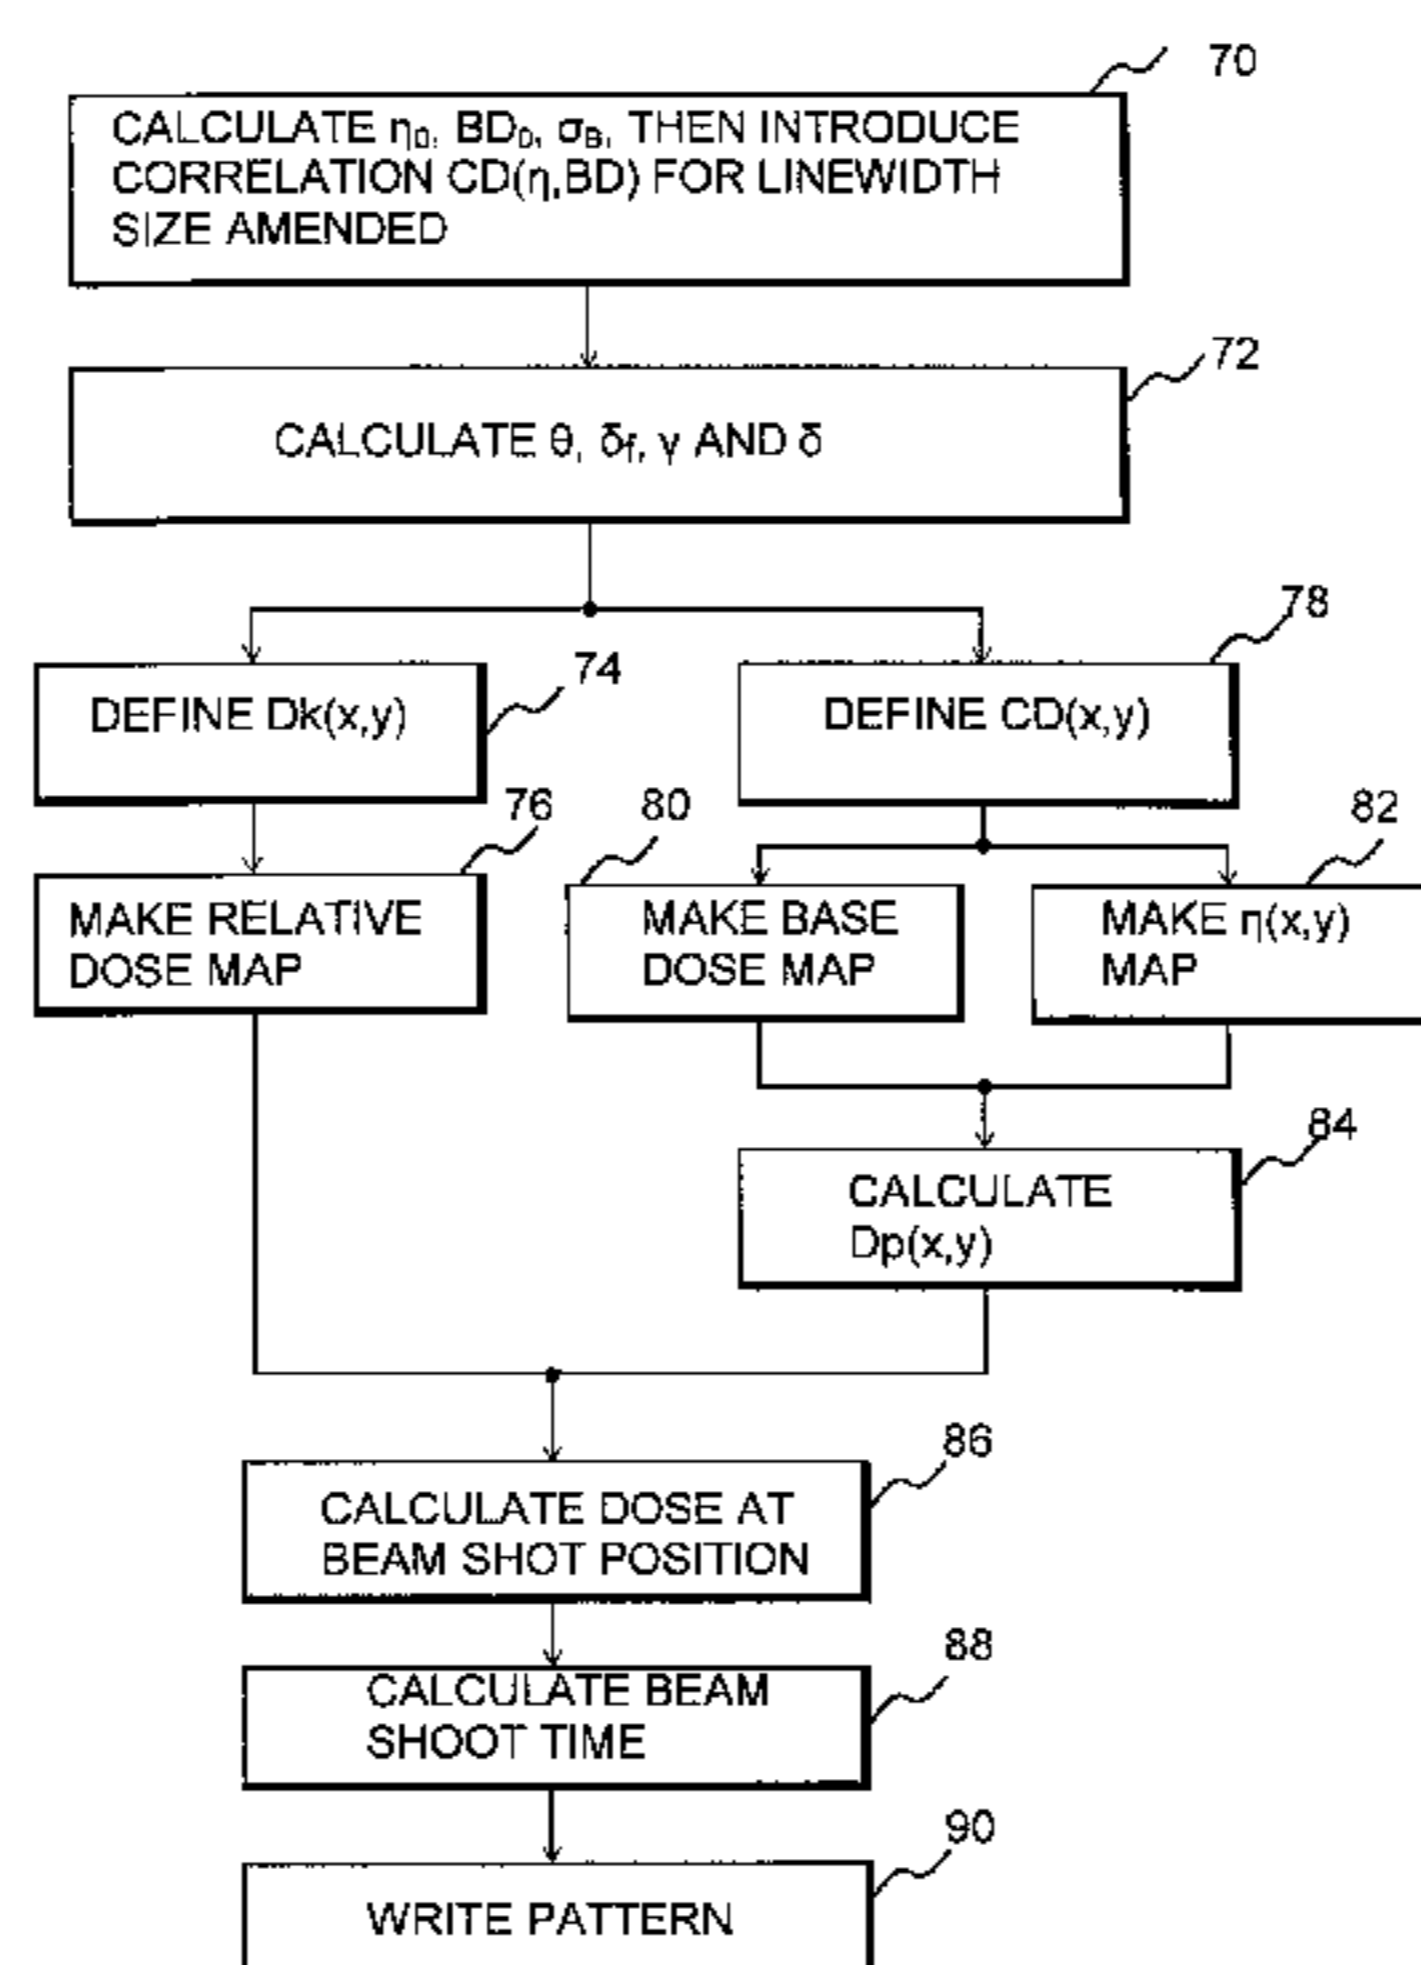 70
CALCULATE η₀, BD₀, σ_B, THEN INTRODUCE
CORRELATION CD(η,BD) FOR LINEWIDTH
SIZE AMENDED
72
CALCULATE θ, δf, γ AND δ
78
74
DEFINE Dk(x,y)
DEFINE CD(x,y)
76
80
82
MAKE RELATIVE
DOSE MAP
MAKE BASE
DOSE MAP
MAKE η(x,y)
MAP
84
CALCULATE
Dp(x,y)
86
CALCULATE DOSE AT
BEAM SHOT POSITION
88
CALCULATE BEAM
SHOOT TIME
90
WRITE PATTERN